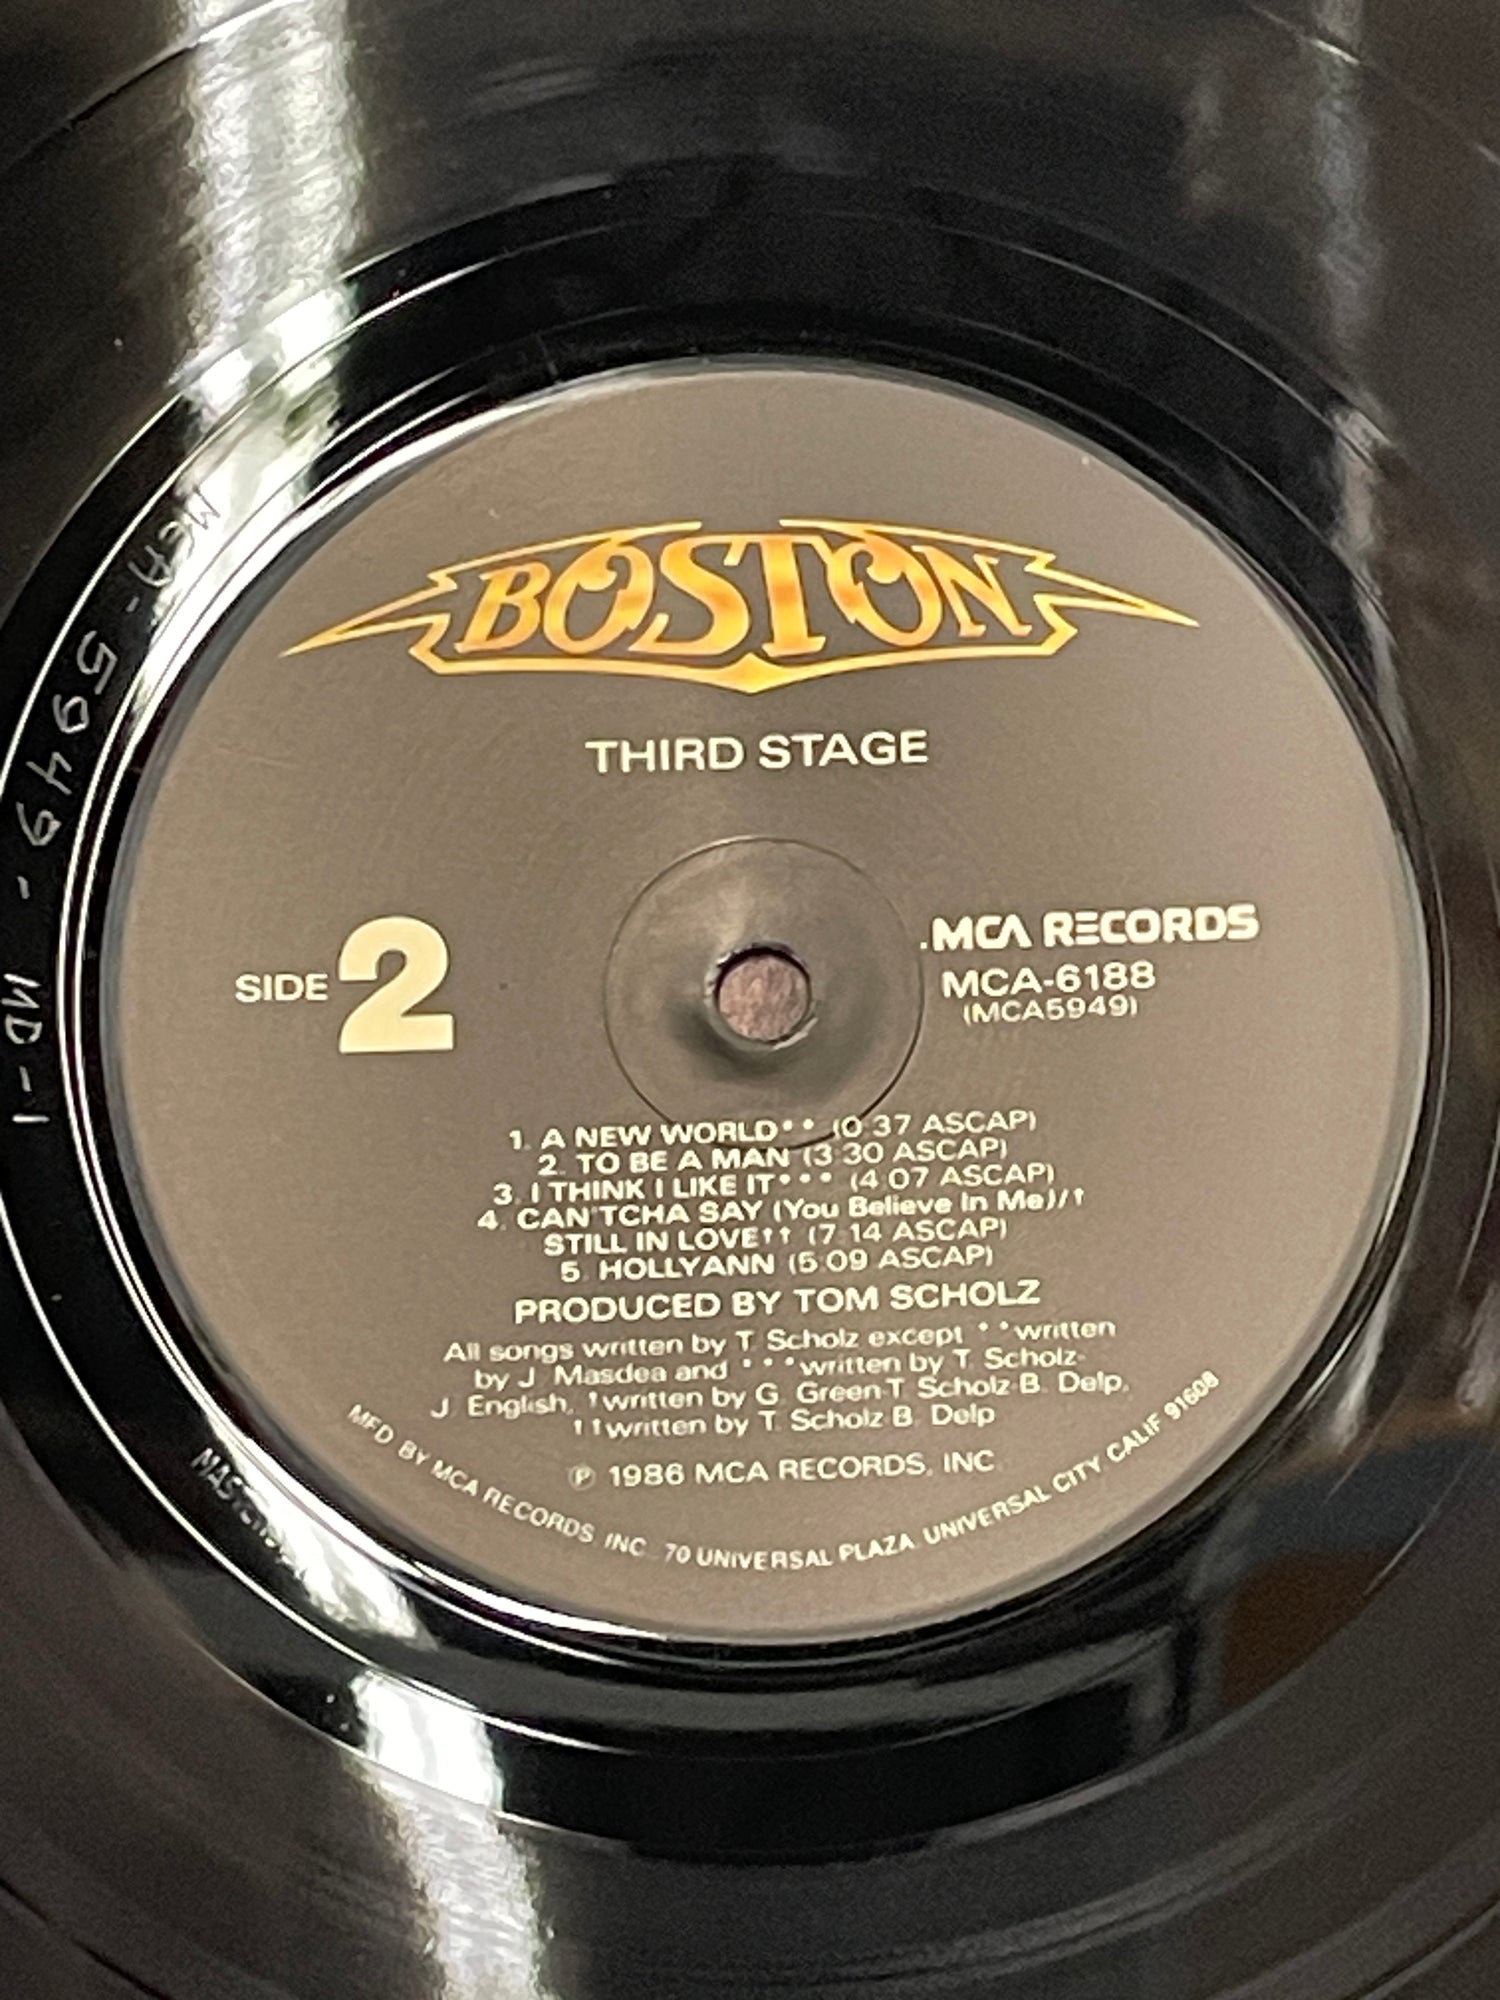 BOSTON
THIRD STAGE
SIDE 2
MCA RECORDS
MCA-6188
(MCA5949)
1. A NEW WORLD** (0:37 ASCAP)
2. TO BE A MAN (3:30 ASCAP)
3. I THINK I LIKE IT*** (4:07 ASCAP)
4. CAN'TCHA SAY (You Believe In Me)/†
STILL IN LOVE†† (7:14 ASCAP)
5. HOLLYANN (5:09 ASCAP)
PRODUCED BY TOM SCHOLZ
All songs written by T. Scholz except **written
by J. Masdea and ***written by T. Scholz-
J. English, †written by G. Green-T. Scholz-B. Delp,
††written by T. Scholz-B. Delp
℗ 1986 MCA RECORDS, INC.
MFD BY MCA RECORDS, INC., 70 UNIVERSAL PLAZA, UNIVERSAL CITY, CALIF 91608
MCA-5949-MD-1